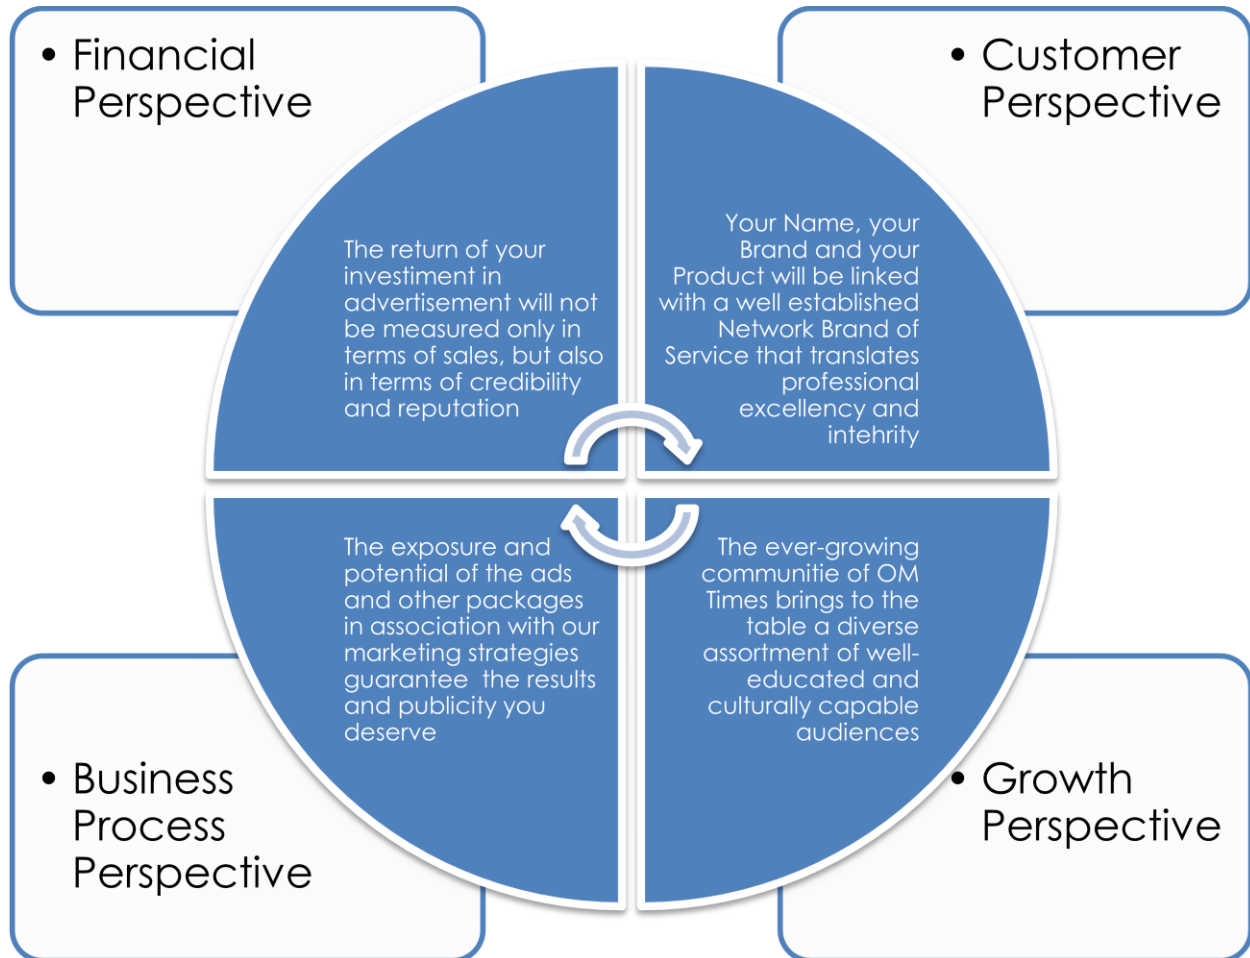 • Financial
Perspective
The return of your
investiment in
advertisement will not
be measured only in
terms of sales, but also
in terms of credibility
and reputation
• Customer
Perspective
Your Name, your
Brand and your
Product will be linked
with a well established
Network Brand of
Service that translates
professional
excellency and
intehrity
The exposure and
potential of the ads
and other packages
in association with our
marketing strategies
guarantee  the results
and publicity you
deserve
• Business
Process
Perspective
The ever-growing
communitie of OM
Times brings to the
table a diverse
assortment of well-
educated and
culturally capable
audiences
• Growth
Perspective